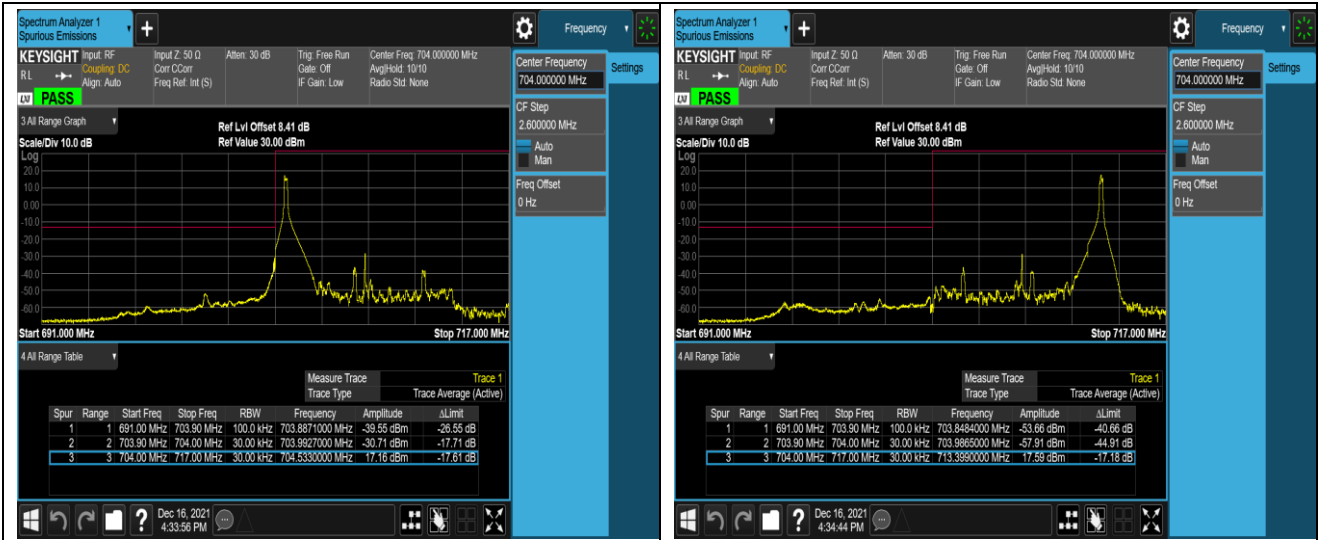 Spectrum Analyzer 1
Spurious Emissions
+
Frequency
KEYSIGHT Input: RF Input Z: 50 Ω Atten: 30 dB Trig: Free Run Center Freq: 704.000000 MHz
RL Coupling: DC Corr CCorr Gate: Off Avg|Hold: 10/10
Align: Auto Freq Ref: Int (S) IF Gain: Low Radio Std: None
LXI PASS
Center Frequency
704.000000 MHz
Settings
CF Step
2.600000 MHz
Auto
Man
Freq Offset
0 Hz
3 All Range Graph
Ref Lvl Offset 8.41 dB
Scale/Div 10.0 dB Ref Value 30.00 dBm
Log
20.0
10.0
0.00
-10.0
-20.0
-30.0
-40.0
-50.0
-60.0
Start 691.000 MHz Stop 717.000 MHz
4 All Range Table
Measure Trace Trace 1
Trace Type Trace Average (Active)
Spur Range Start Freq Stop Freq RBW Frequency Amplitude ΔLimit
1 1 691.00 MHz 703.90 MHz 100.0 kHz 703.8871000 MHz -39.55 dBm -26.55 dB
2 2 703.90 MHz 704.00 MHz 30.00 kHz 703.9927000 MHz -30.71 dBm -17.71 dB
3 3 704.00 MHz 717.00 MHz 30.00 kHz 704.5330000 MHz 17.16 dBm -17.61 dB
?
Dec 16, 2021
4:33:56 PM
Spectrum Analyzer 1
Spurious Emissions
+
Frequency
KEYSIGHT Input: RF Input Z: 50 Ω Atten: 30 dB Trig: Free Run Center Freq: 704.000000 MHz
RL Coupling: DC Corr CCorr Gate: Off Avg|Hold: 10/10
Align: Auto Freq Ref: Int (S) IF Gain: Low Radio Std: None
LXI PASS
Center Frequency
704.000000 MHz
Settings
CF Step
2.600000 MHz
Auto
Man
Freq Offset
0 Hz
3 All Range Graph
Ref Lvl Offset 8.41 dB
Scale/Div 10.0 dB Ref Value 30.00 dBm
Log
20.0
10.0
0.00
-10.0
-20.0
-30.0
-40.0
-50.0
-60.0
Start 691.000 MHz Stop 717.000 MHz
4 All Range Table
Measure Trace Trace 1
Trace Type Trace Average (Active)
Spur Range Start Freq Stop Freq RBW Frequency Amplitude ΔLimit
1 1 691.00 MHz 703.90 MHz 100.0 kHz 703.8484000 MHz -53.66 dBm -40.66 dB
2 2 703.90 MHz 704.00 MHz 30.00 kHz 703.9865000 MHz -57.91 dBm -44.91 dB
3 3 704.00 MHz 717.00 MHz 30.00 kHz 713.3990000 MHz 17.59 dBm -17.18 dB
?
Dec 16, 2021
4:34:44 PM